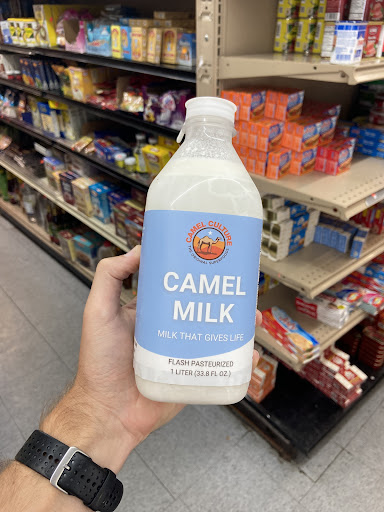 CAMEL CULTURE
CAMEL
MILK
MILK THAT GIVES LIFE
FLASH PASTEURIZED
1 LITER (33.8 FL OZ.)